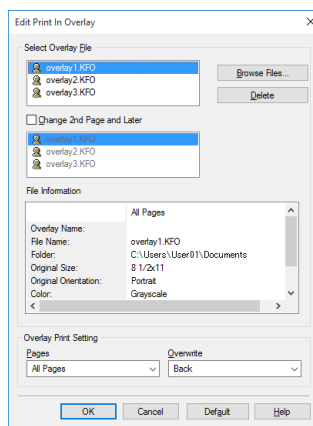 Edit Print In Overlay
Select Overlay File
overlay1.KFO
overlay2.KFO
overlay3.KFO
Browse Files...
Delete
Change 2nd Page and Later
overlay1.KFO
overlay2.KFO
overlay3.KFO
File Information
All Pages
Overlay Name:
File Name: overlay1.KFO
Folder: C:\Users\User01\Documents
Original Size: 8 1/2x11
Original Orientation: Portrait
Color: Grayscale
Overlay Print Setting
Pages Overwrite
All Pages Back
OK Cancel Default Help